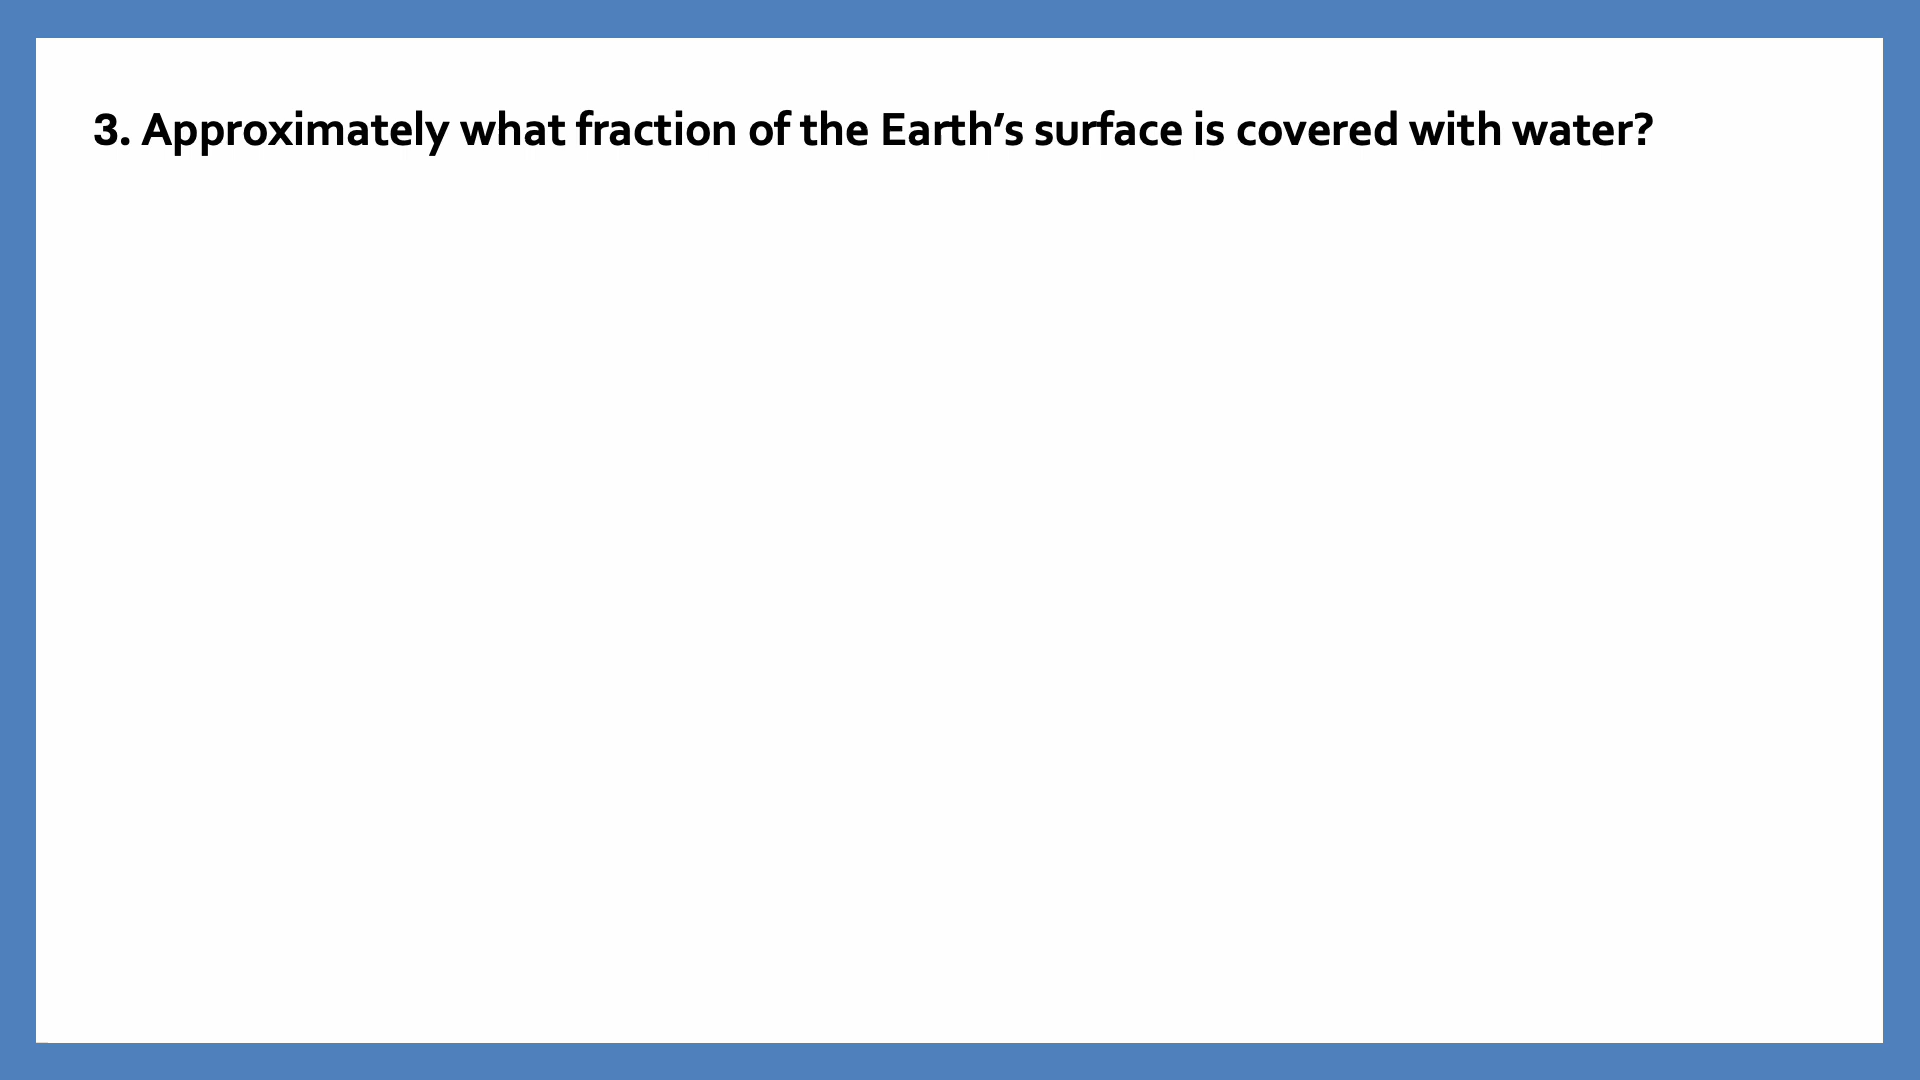 3. Approximately what fraction of the Earth’s surface is covered with water?